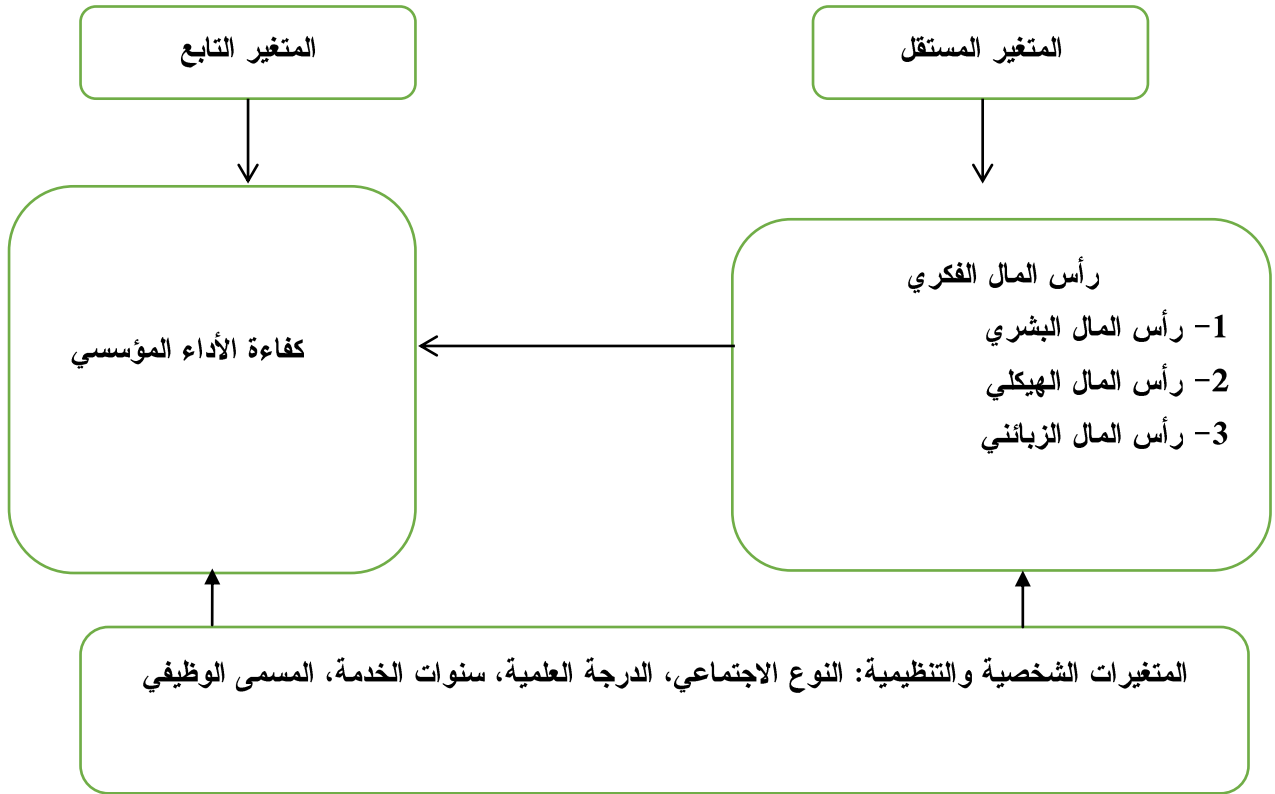 المتغير المستقل
المتغير التابع
رأس المال الفكري
1- رأس المال البشري
2- رأس المال الهيكلي
3- رأس المال الزبائني
كفاءة الأداء المؤسسي
المتغيرات الشخصية والتنظيمية: النوع الاجتماعي، الدرجة العلمية، سنوات الخدمة، المسمى الوظيفي